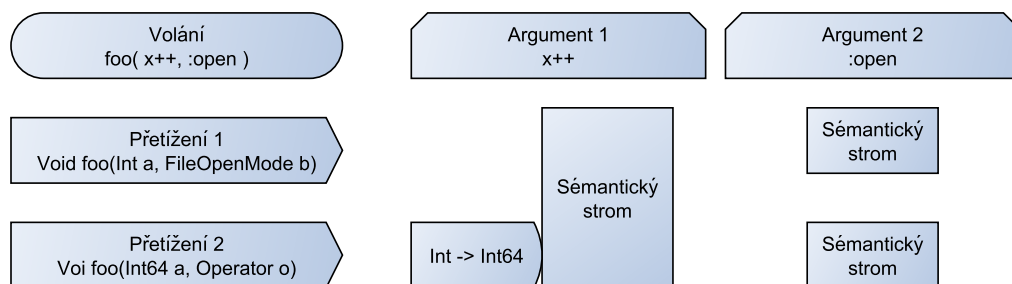 Volání
foo( x++, :open )
Argument 1
x++
Argument 2
:open
Přetížení 1
Void foo(Int a, FileOpenMode b)
Sémantický
strom
Sémantický
strom
Přetížení 2
Voi foo(Int64 a, Operator o)
Int -> Int64
Sémantický
strom